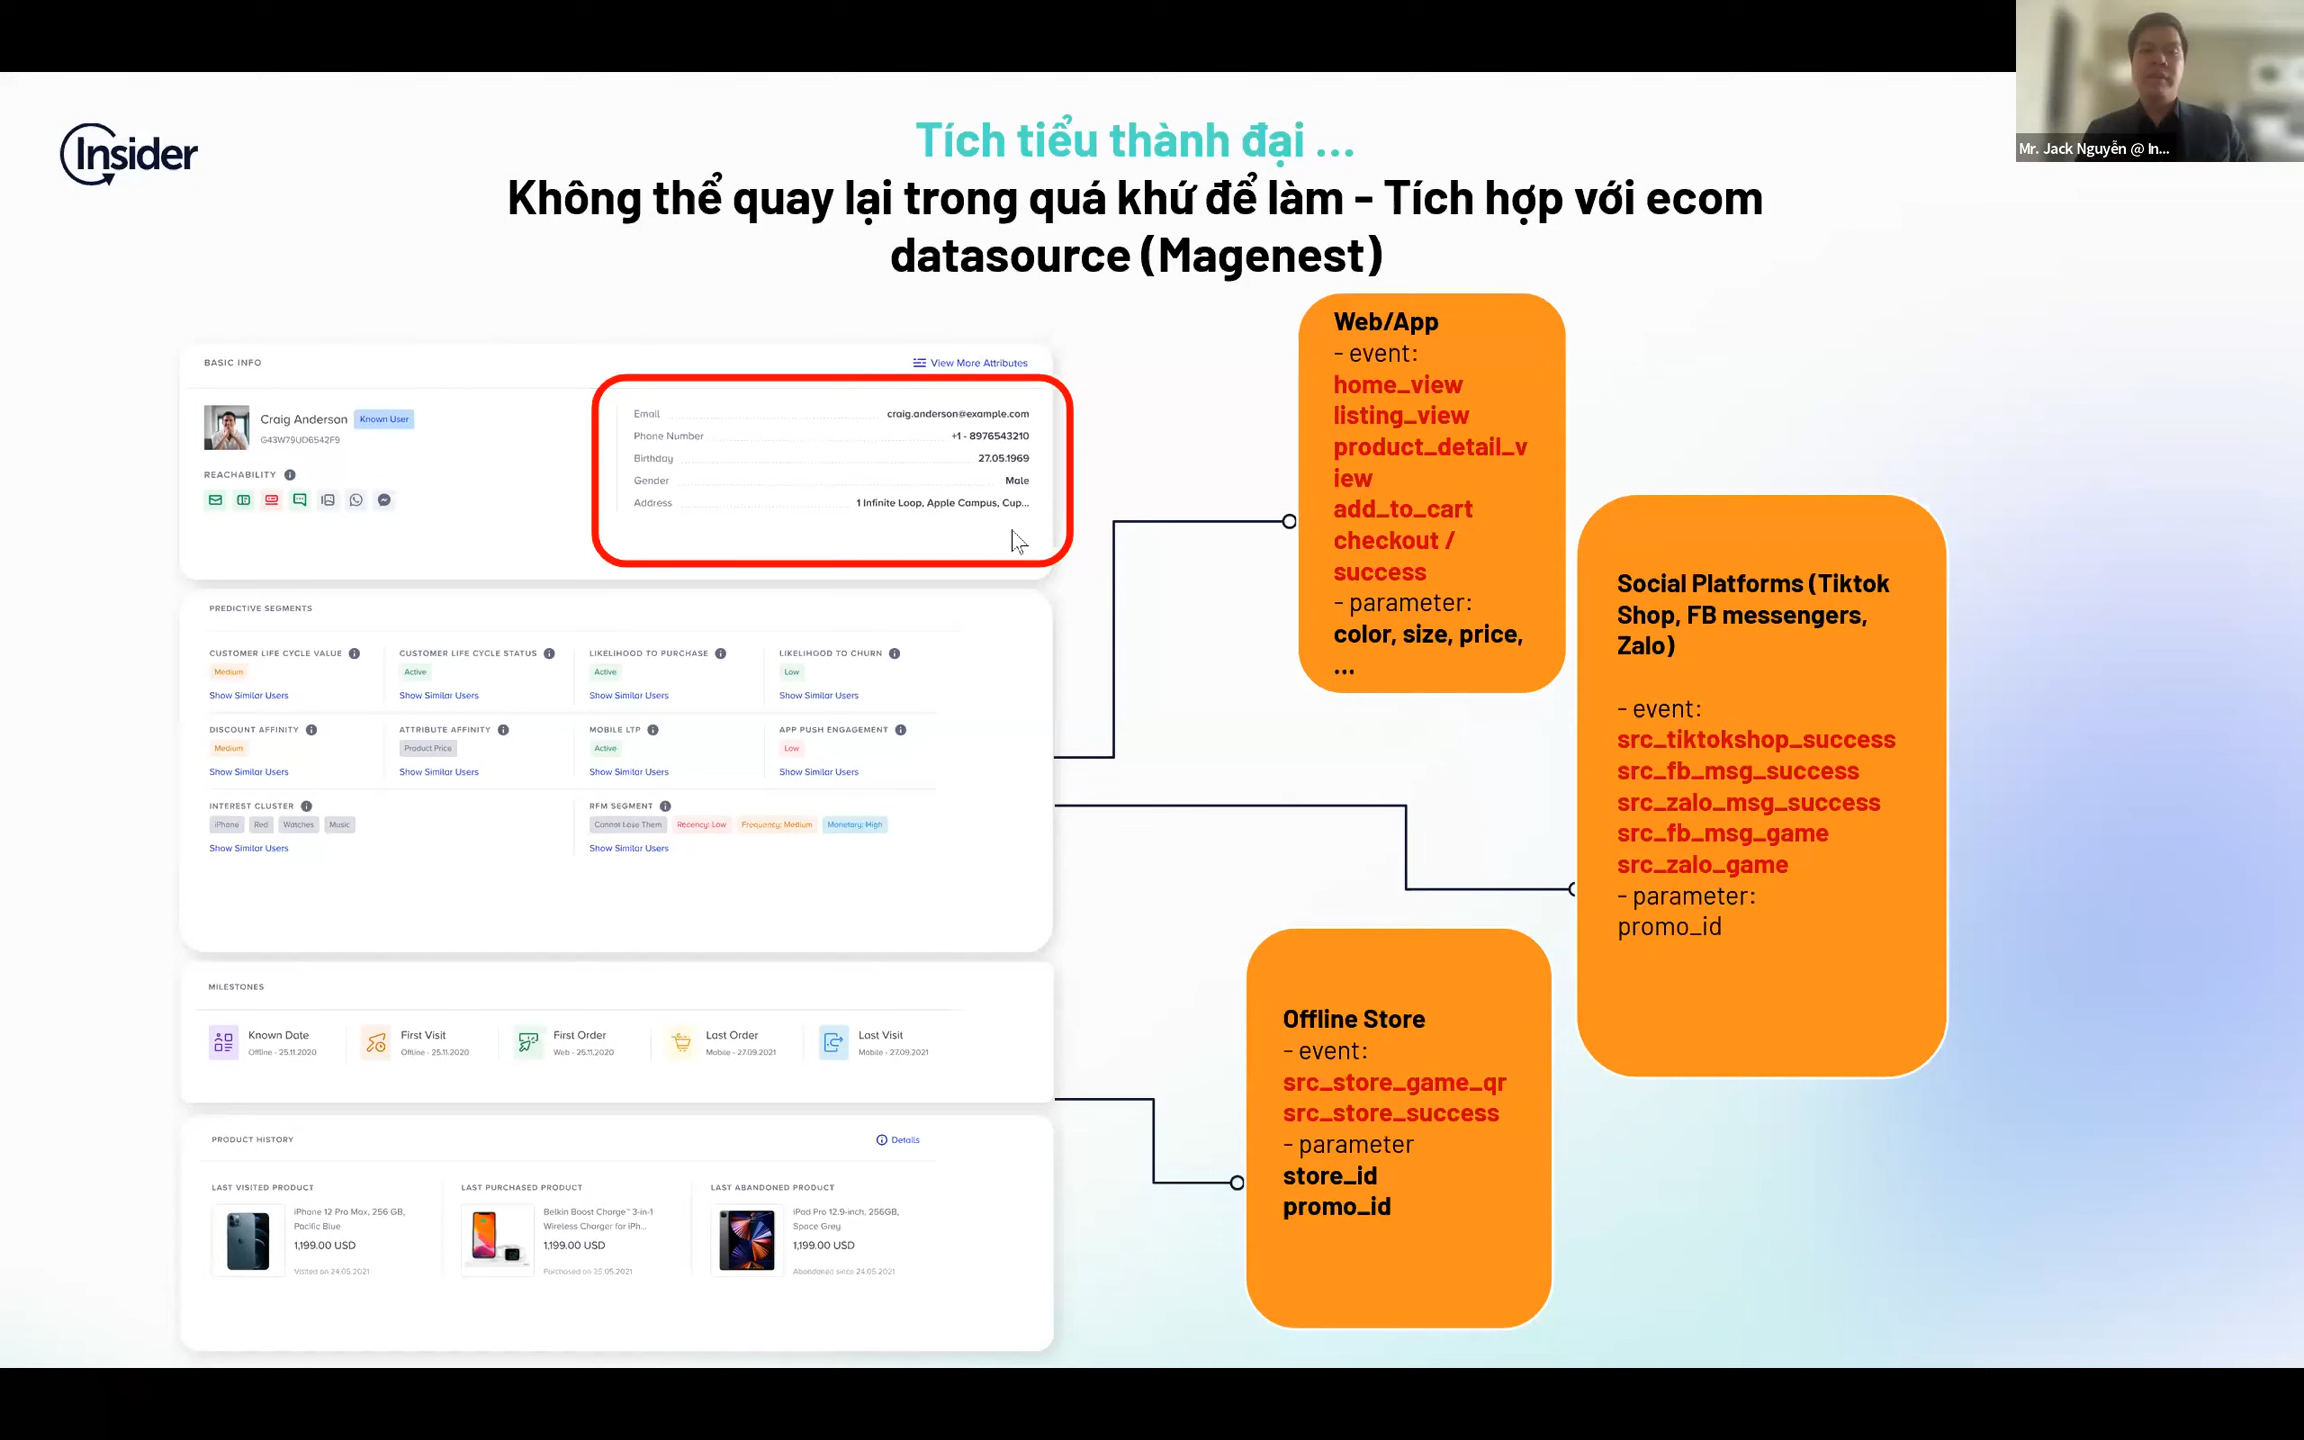 Mr. Jack Nguyễn @ In...
Insider
Tích tiểu thành đại ...
Không thể quay lại trong quá khứ để làm - Tích hợp với ecom
datasource (Magenest)
BASIC INFO
View More Attributes
Craig Anderson Known User
G43W79UD6542F9
REACHABILITY
Email craig.anderson@example.com
Phone Number +1 - 8976543210
Birthday 27.05.1969
Gender Male
Address 1 Infinite Loop, Apple Campus, Cup...
PREDICTIVE SEGMENTS
CUSTOMER LIFE CYCLE VALUE CUSTOMER LIFE CYCLE STATUS LIKELIHOOD TO PURCHASE LIKELIHOOD TO CHURN
Medium Active Active Low
Show Similar Users Show Similar Users Show Similar Users Show Similar Users
DISCOUNT AFFINITY ATTRIBUTE AFFINITY MOBILE LTP APP PUSH ENGAGEMENT
Medium Product Price Active Low
Show Similar Users Show Similar Users Show Similar Users Show Similar Users
INTEREST CLUSTER RFM SEGMENT
iPhone Red Watches Music Cannot Lose Them Recency: Low Frequency: Medium Monetary: High
Show Similar Users Show Similar Users
MILESTONES
Known Date First Visit First Order Last Order Last Visit
Offline - 25.11.2020 Offline - 25.11.2020 Web - 25.11.2020 Mobile - 27.09.2021 Mobile - 27.09.2021
PRODUCT HISTORY
Details
LAST VISITED PRODUCT
iPhone 12 Pro Max, 256 GB,
Pacific Blue
1,199.00 USD
Visited on 24.05.2021
LAST PURCHASED PRODUCT
Belkin Boost Charge™ 3-in-1
Wireless Charger for iPh...
1,199.00 USD
Purchased on 25.05.2021
LAST ABANDONED PRODUCT
iPad Pro 12.9-inch, 256GB,
Space Grey
1,199.00 USD
Abandoned since 24.05.2021
Web/App
- event:
home_view
listing_view
product_detail_v
iew
add_to_cart
checkout /
success
- parameter:
color, size, price,
...
Social Platforms (Tiktok
Shop, FB messengers,
Zalo)
- event:
src_tiktokshop_success
src_fb_msg_success
src_zalo_msg_success
src_fb_msg_game
src_zalo_game
- parameter:
promo_id
Offline Store
- event:
src_store_game_qr
src_store_success
- parameter
store_id
promo_id